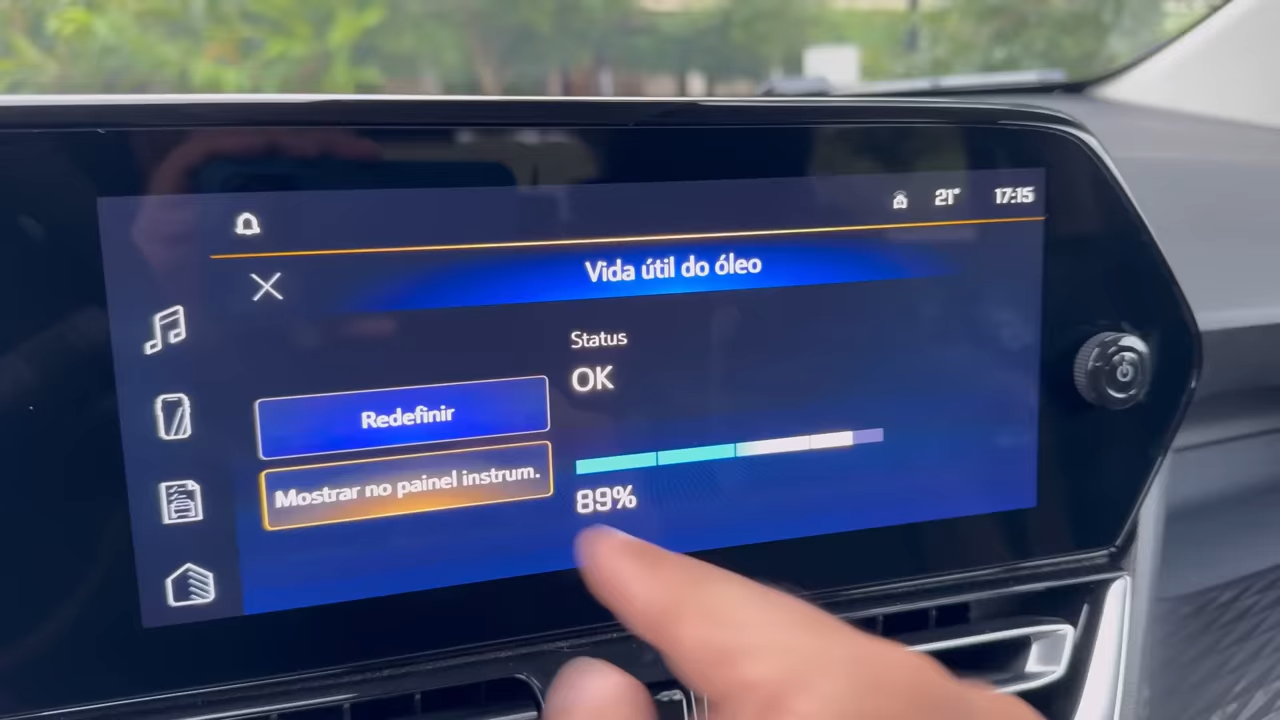 21° 17:15
Vida útil do óleo
Status
OK
Redefinir
Mostrar no painel instrum.
89%